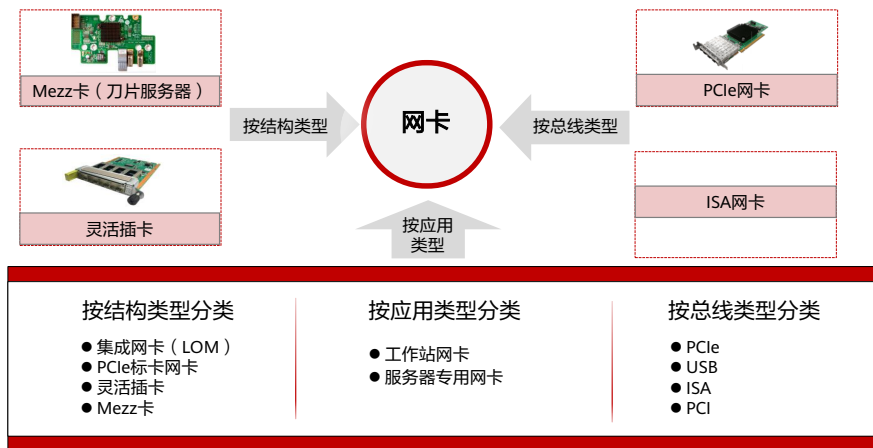 Mezz卡（刀片服务器）
PCIe网卡
按结构类型
网卡
按总线类型
灵活插卡
ISA网卡
按应用
类型
按结构类型分类
集成网卡（LOM）
PCIe标卡网卡
灵活插卡
Mezz卡
按应用类型分类
工作站网卡
服务器专用网卡
按总线类型分类
PCIe
USB
ISA
PCI